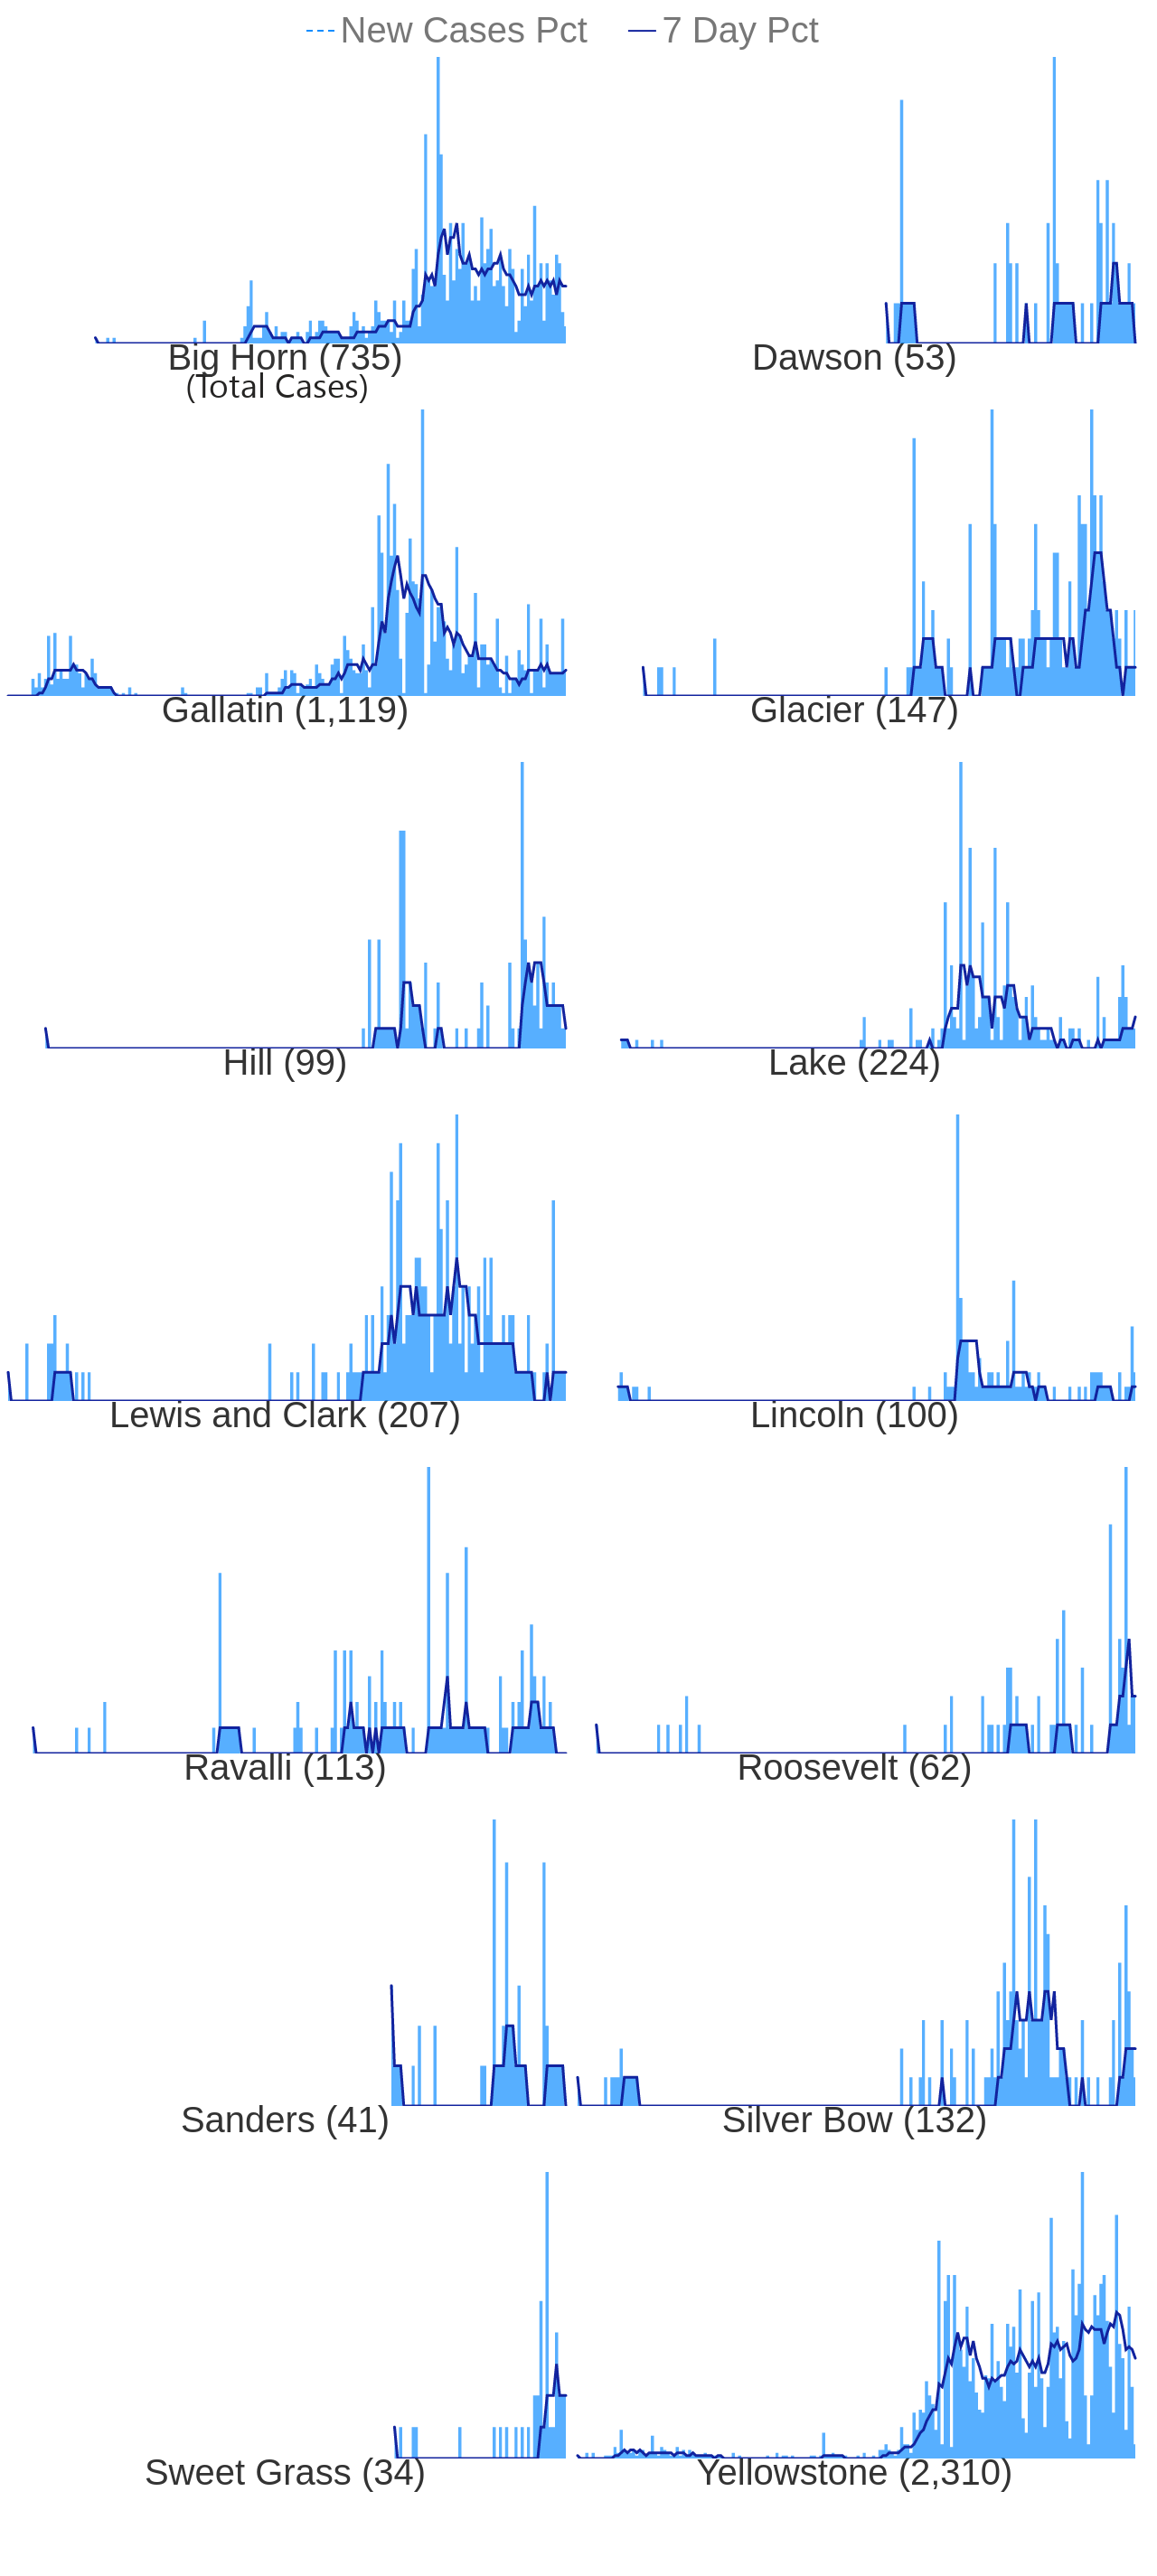 New Cases Pct 7 Day Pct
Big Horn (735) Dawson (53)
(Total Cases)
Gallatin (1,119) Glacier (147)
Hill (99) Lake (224)
Lewis and Clark (207) Lincoln (100)
Ravalli (113) Roosevelt (62)
Sanders (41) Silver Bow (132)
Sweet Grass (34) Yellowstone (2,310)